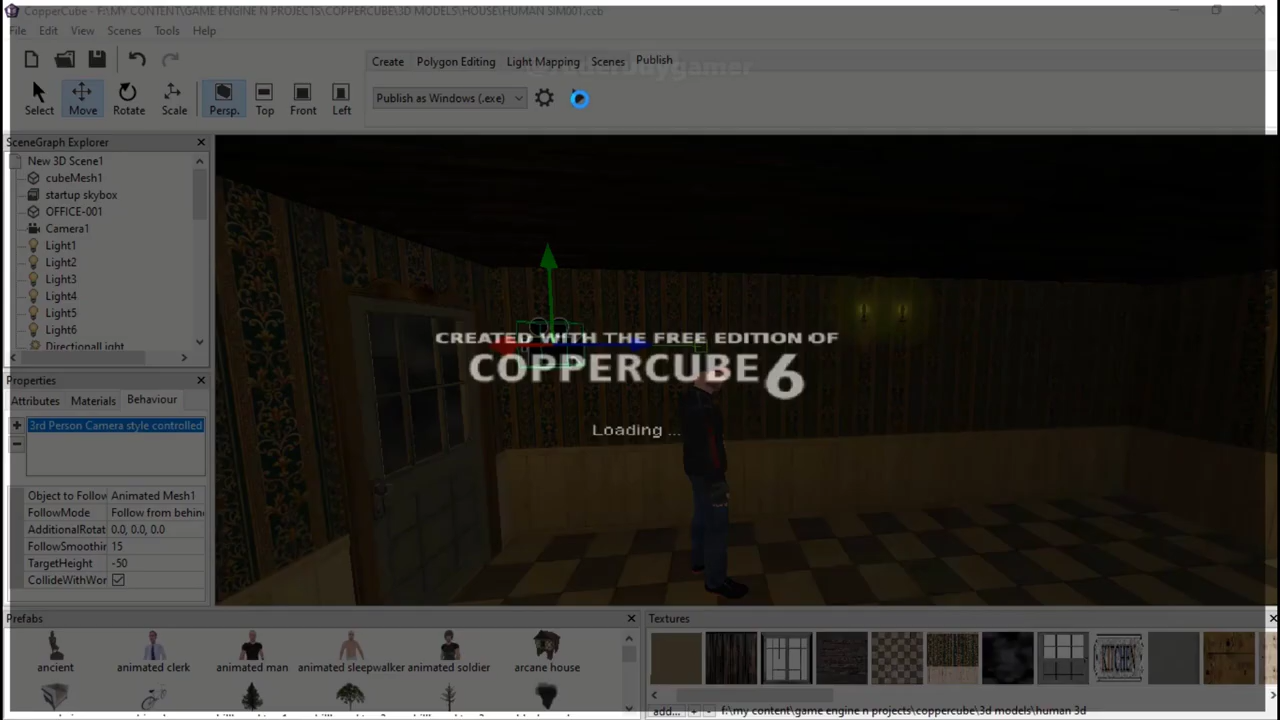 CopperCube - F:\MY CONTENT\GAME ENGINE N PROJECTS\COPPERCUBE\3D MODELS\HOUSE\HUMAN SIM001.ccb
File Edit View Scenes Tools Help
Create Polygon Editing Light Mapping Scenes Publish
Select Move Rotate Scale Persp. Top Front Left
Publish as Windows (.exe)
SceneGraph Explorer
New 3D Scene1
cubeMesh1
startup skybox
OFFICE-001
Camera1
Light1
Light2
Light3
Light4
Light5
Light6
DirectionalLight
CREATED WITH THE FREE EDITION OF
COPPERCUBE 6
Loading ...
Properties
Attributes Materials Behaviour
3rd Person Camera style controlled
Object to Follow Animated Mesh1
FollowMode Follow from behin
AdditionalRotat 0.0, 0.0, 0.0
FollowSmoothin 15
TargetHeight -50
CollideWithWor
Prefabs
ancient animated clerk animated man animated sleepwalker animated soldier arcane house
Textures
KITCHEN
add... + - f:\my content\game engine n projects\coppercube\3d models\human 3d